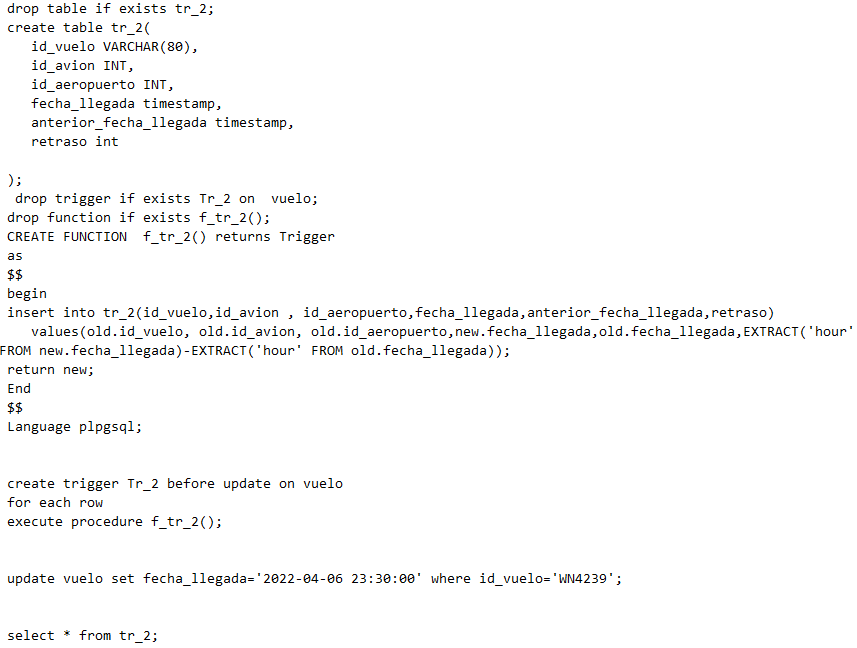 drop table if exists tr_2;
create table tr_2(
id_vuelo VARCHAR(80),
id_avion INT,
id_aeropuerto INT,
fecha_llegada timestamp,
anterior_fecha_llegada timestamp,
retraso int
);
drop trigger if exists Tr_2 on  vuelo;
drop function if exists f_tr_2();
CREATE FUNCTION  f_tr_2() returns Trigger
as
$$
begin
insert into tr_2(id_vuelo,id_avion , id_aeropuerto,fecha_llegada,anterior_fecha_llegada,retraso)
values(old.id_vuelo, old.id_avion, old.id_aeropuerto,new.fecha_llegada,old.fecha_llegada,EXTRACT('hour'
FROM new.fecha_llegada)-EXTRACT('hour' FROM old.fecha_llegada));
return new;
End
$$
Language plpgsql;
create trigger Tr_2 before update on vuelo
for each row
execute procedure f_tr_2();
update vuelo set fecha_llegada='2022-04-06 23:30:00' where id_vuelo='WN4239';
select * from tr_2;